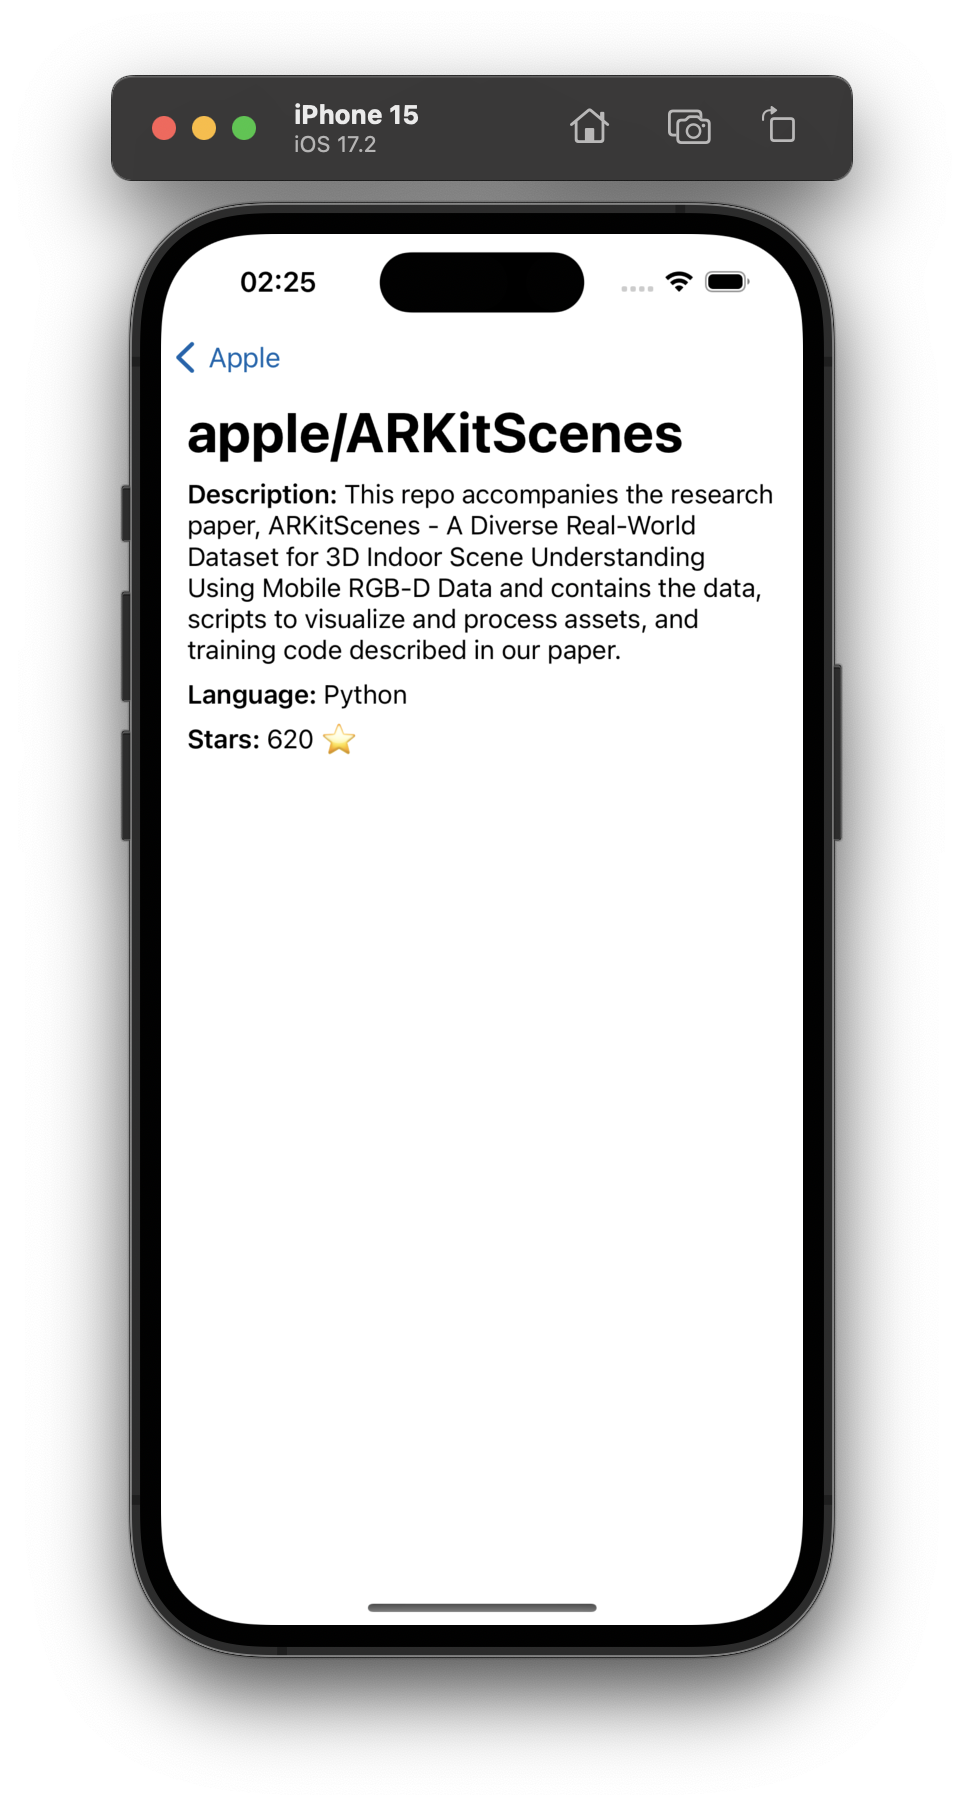 iPhone 15
iOS 17.2
02:25
Apple
apple/ARKitScenes
Description: This repo accompanies the research
paper, ARKitScenes - A Diverse Real-World
Dataset for 3D Indoor Scene Understanding
Using Mobile RGB-D Data and contains the data,
scripts to visualize and process assets, and
training code described in our paper.
Language: Python
Stars: 620 ⭐